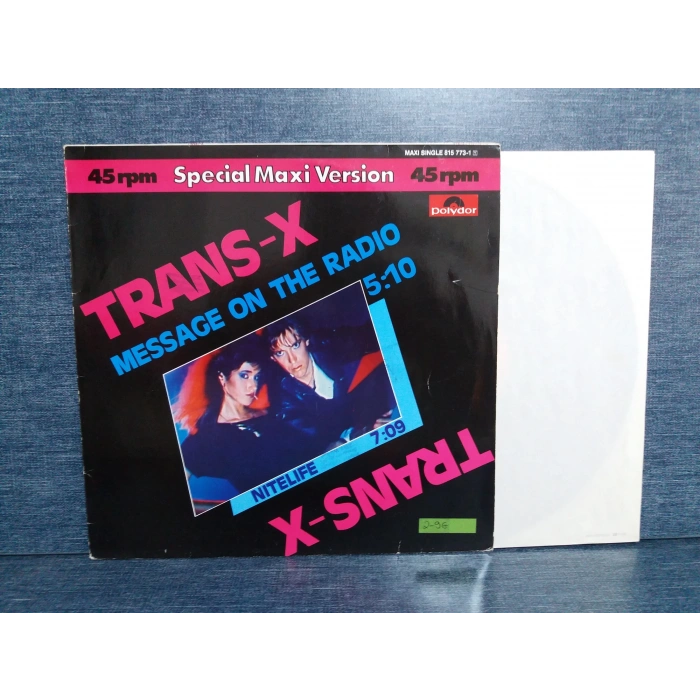 MAXI SINGLE 815 773-1
45 rpm Special Maxi Version 45 rpm
polydor
TRANS-X
MESSAGE ON THE RADIO
5:10
NITELIFE 7:09
TRANS-X
2-96